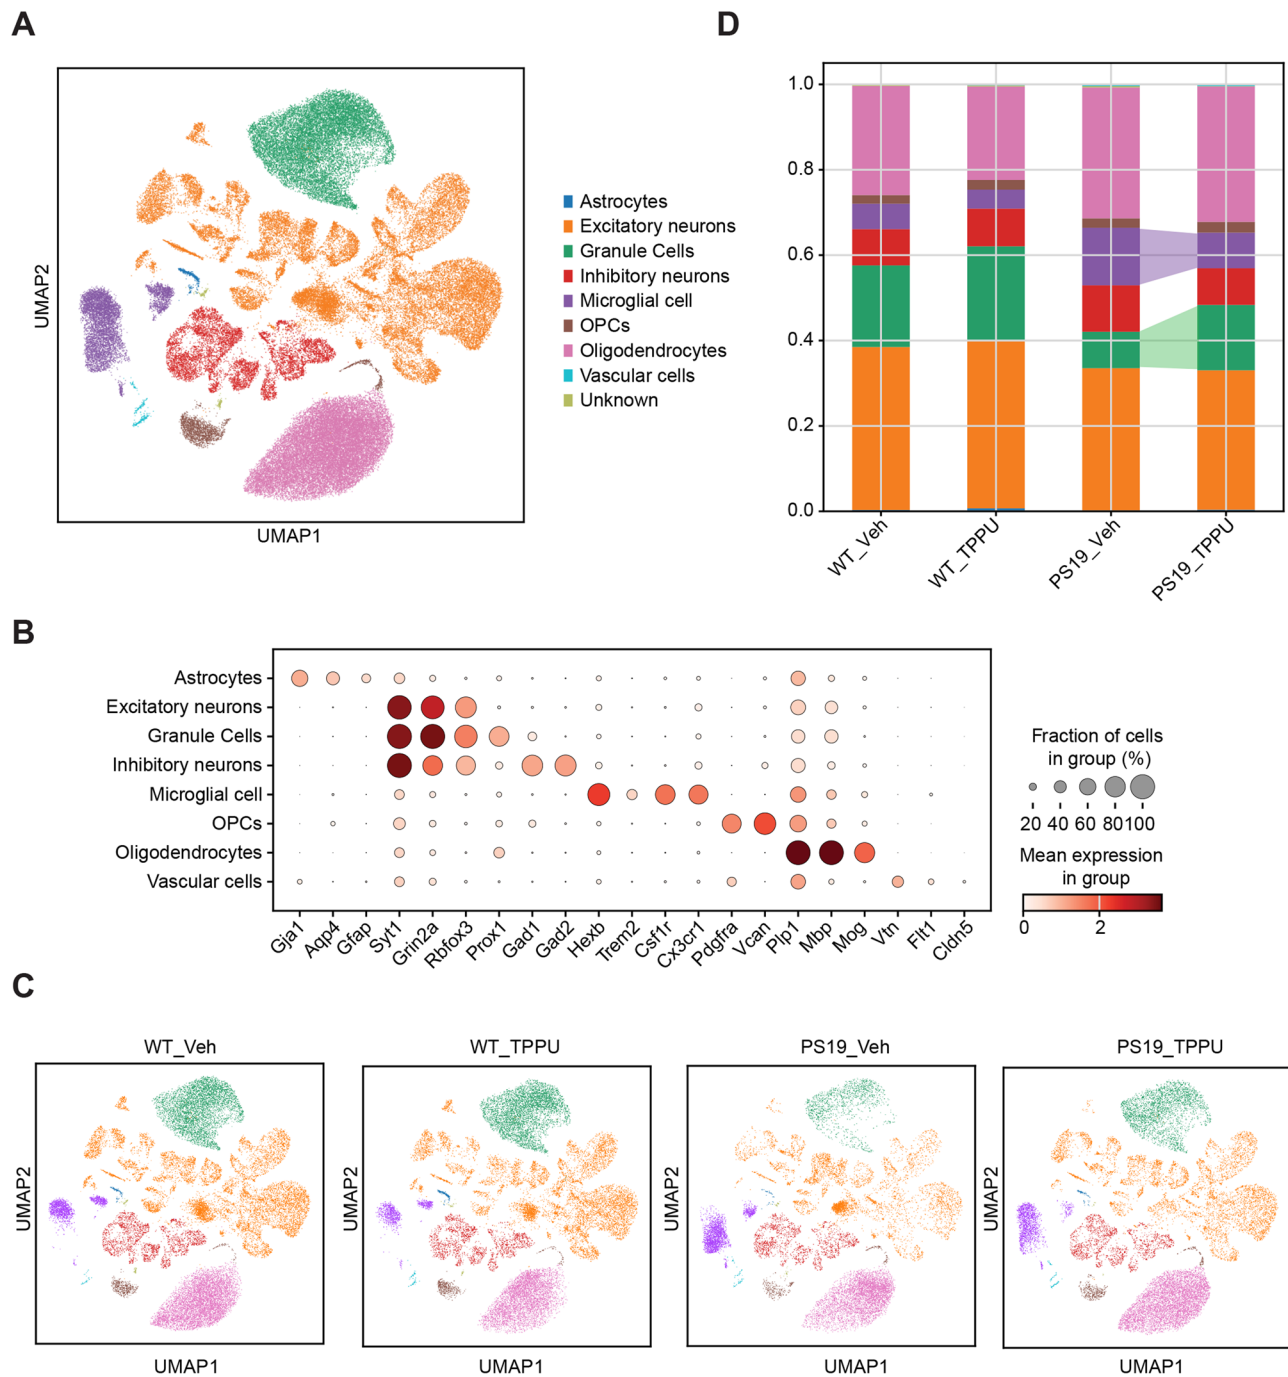 A
UMAP2
UMAP1
Astrocytes
Excitatory neurons
Granule Cells
Inhibitory neurons
Microglial cell
OPCs
Oligodendrocytes
Vascular cells
Unknown
D
1.0
0.8
0.6
0.4
0.2
0.0
WT_Veh
WT_TPPU
PS19_Veh
PS19_TPPU
B
Astrocytes
Excitatory neurons
Granule Cells
Inhibitory neurons
Microglial cell
OPCs
Oligodendrocytes
Vascular cells
Gja1
Aqp4
Gfap
Syt1
Grin2a
Rbfox3
Prox1
Gad1
Gad2
Hexb
Trem2
Csf1r
Cx3cr1
Pdgfra
Vcan
Plp1
Mbp
Mog
Vtn
Flt1
Cldn5
Fraction of cells
in group (%)
20 40 60 80 100
Mean expression
in group
0 2
C
WT_Veh
UMAP2
UMAP1
WT_TPPU
UMAP2
UMAP1
PS19_Veh
UMAP2
UMAP1
PS19_TPPU
UMAP2
UMAP1